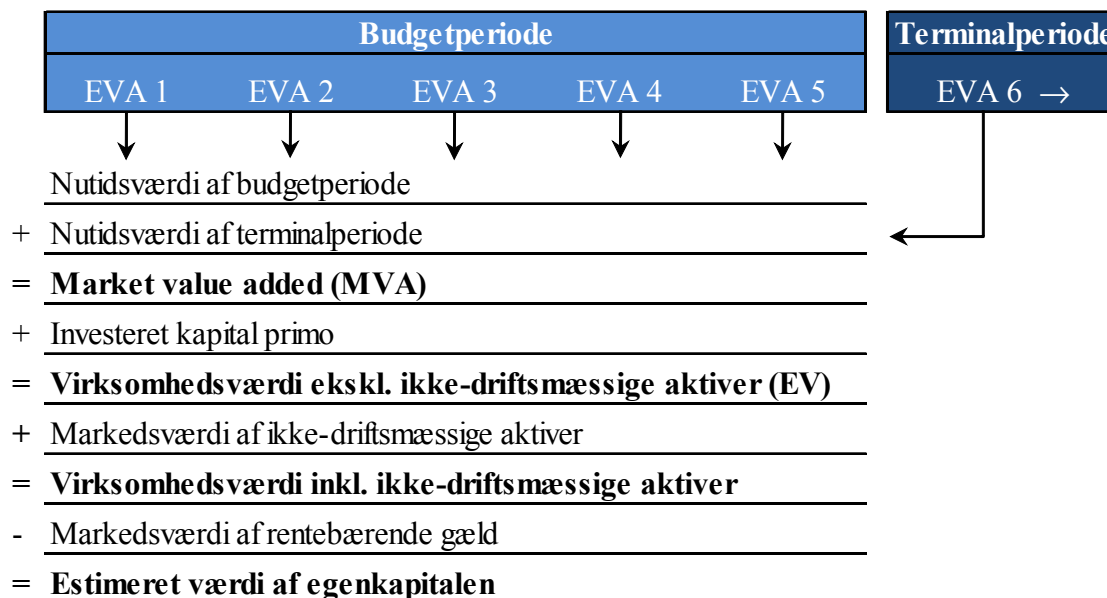 Budgetperiode Terminalperiode
EVA 1 EVA 2 EVA 3 EVA 4 EVA 5 EVA 6 →
Nutidsværdi af budgetperiode
+ Nutidsværdi af terminalperiode
= Market value added (MVA)
+ Investeret kapital primo
= Virksomhedsværdi ekskl. ikke-driftsmæssige aktiver (EV)
+ Markedsværdi af ikke-driftsmæssige aktiver
= Virksomhedsværdi inkl. ikke-driftsmæssige aktiver
- Markedsværdi af rentebærende gæld
= Estimeret værdi af egenkapitalen